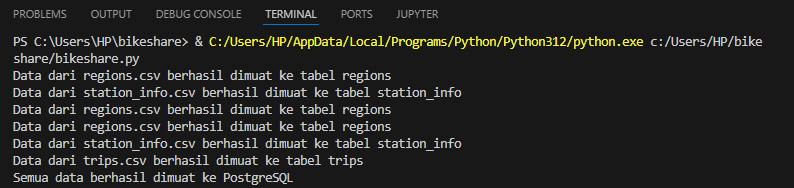 PROBLEMS OUTPUT DEBUG CONSOLE TERMINAL PORTS JUPYTER
PS C:\Users\HP\bikeshare> & C:/Users/HP/AppData/Local/Programs/Python/Python312/python.exe c:/Users/HP/bike
share/bikeshare.py
Data dari regions.csv berhasil dimuat ke tabel regions
Data dari station_info.csv berhasil dimuat ke tabel station_info
Data dari regions.csv berhasil dimuat ke tabel regions
Data dari regions.csv berhasil dimuat ke tabel regions
Data dari station_info.csv berhasil dimuat ke tabel station_info
Data dari trips.csv berhasil dimuat ke tabel trips
Semua data berhasil dimuat ke PostgreSQL